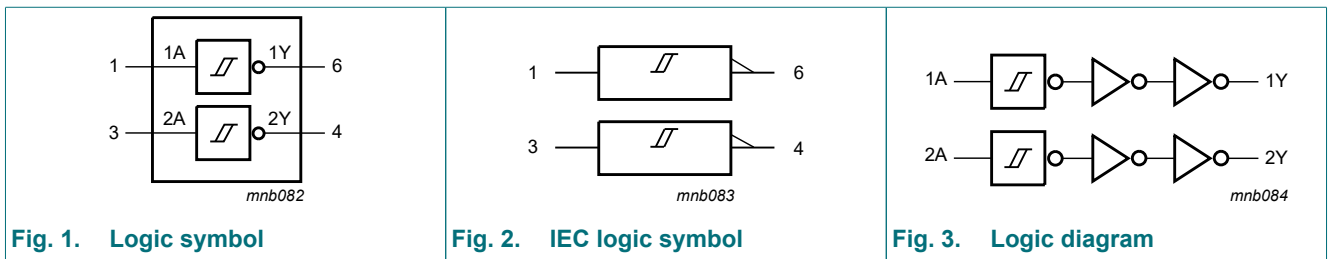 1A 1Y
1 6
2A 2Y
3 4
mnb082
Fig. 1. Logic symbol
1 6
3 4
mnb083
Fig. 2. IEC logic symbol
1A 1Y
2A 2Y
mnb084
Fig. 3. Logic diagram